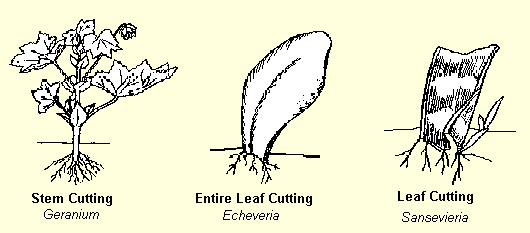 Stem Cutting
Geranium
Entire Leaf Cutting
Echeveria
Leaf Cutting
Sansevieria